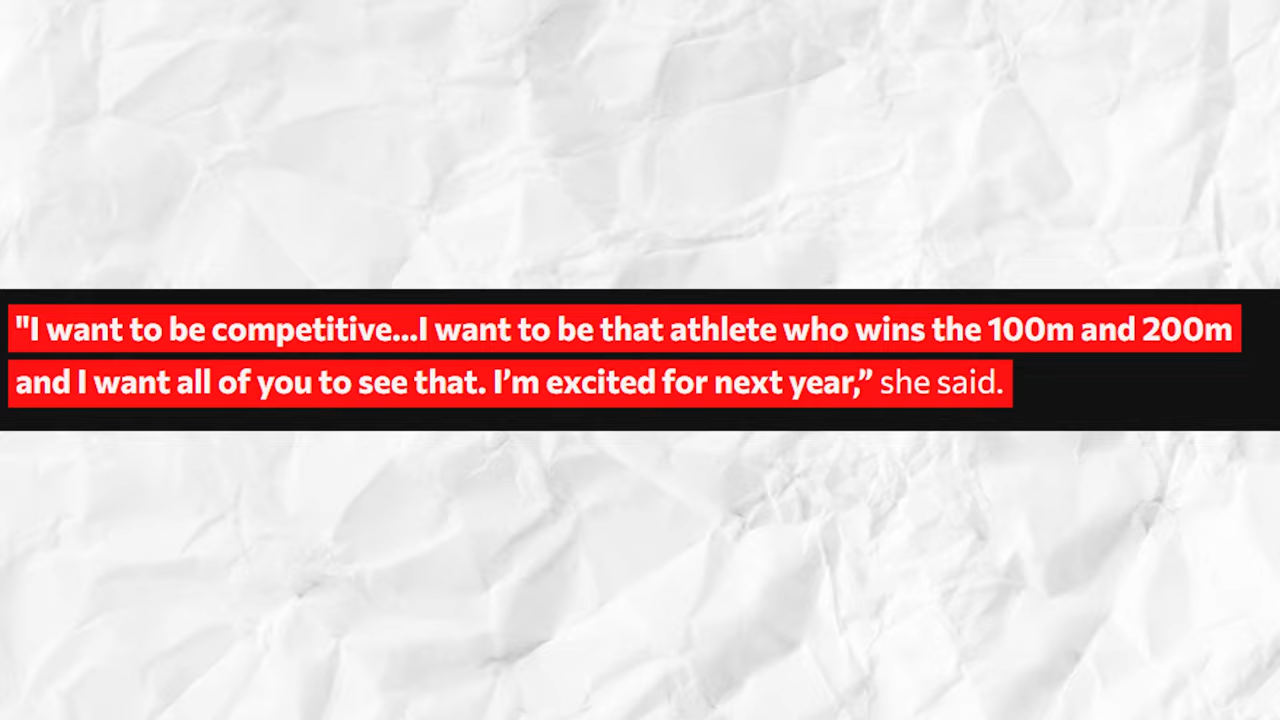 "I want to be competitive...I want to be that athlete who wins the 100m and 200m
and I want all of you to see that. I’m excited for next year,” she said.